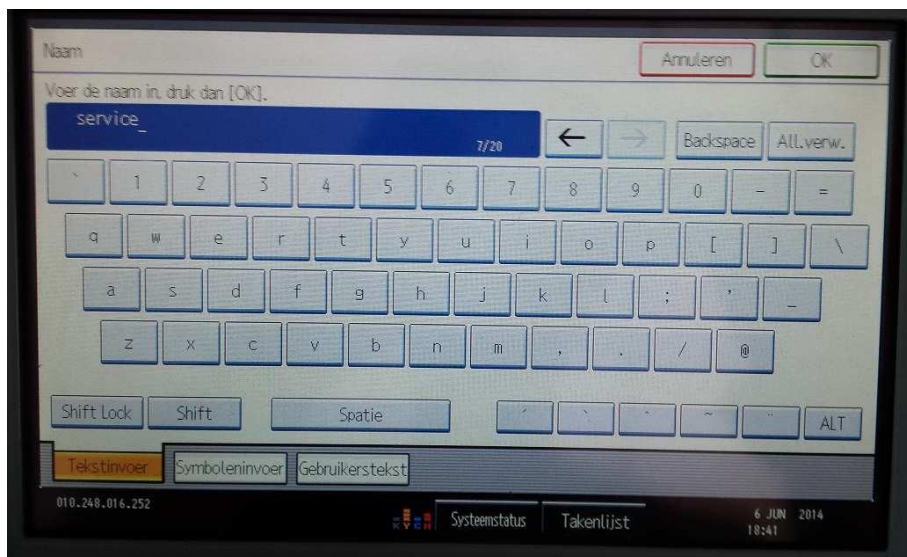 Naam Annuleren OK
Voer de naam in, druk dan [OK].
service_
7/20 ← → Backspace All.verw.
` 1 2 3 4 5 6 7 8 9 0 - =
q w e r t y u i o p [ ] \
a s d f g h j k l ; ' _
z x c v b n m , . / @
Shift Lock Shift Spatie ´ ` ^ ~ ¨ ALT
Tekstinvoer Symboleninvoer Gebruikerstekst
010.248.016.252
Systeemstatus Takenlijst 6 JUN 2014
18:41